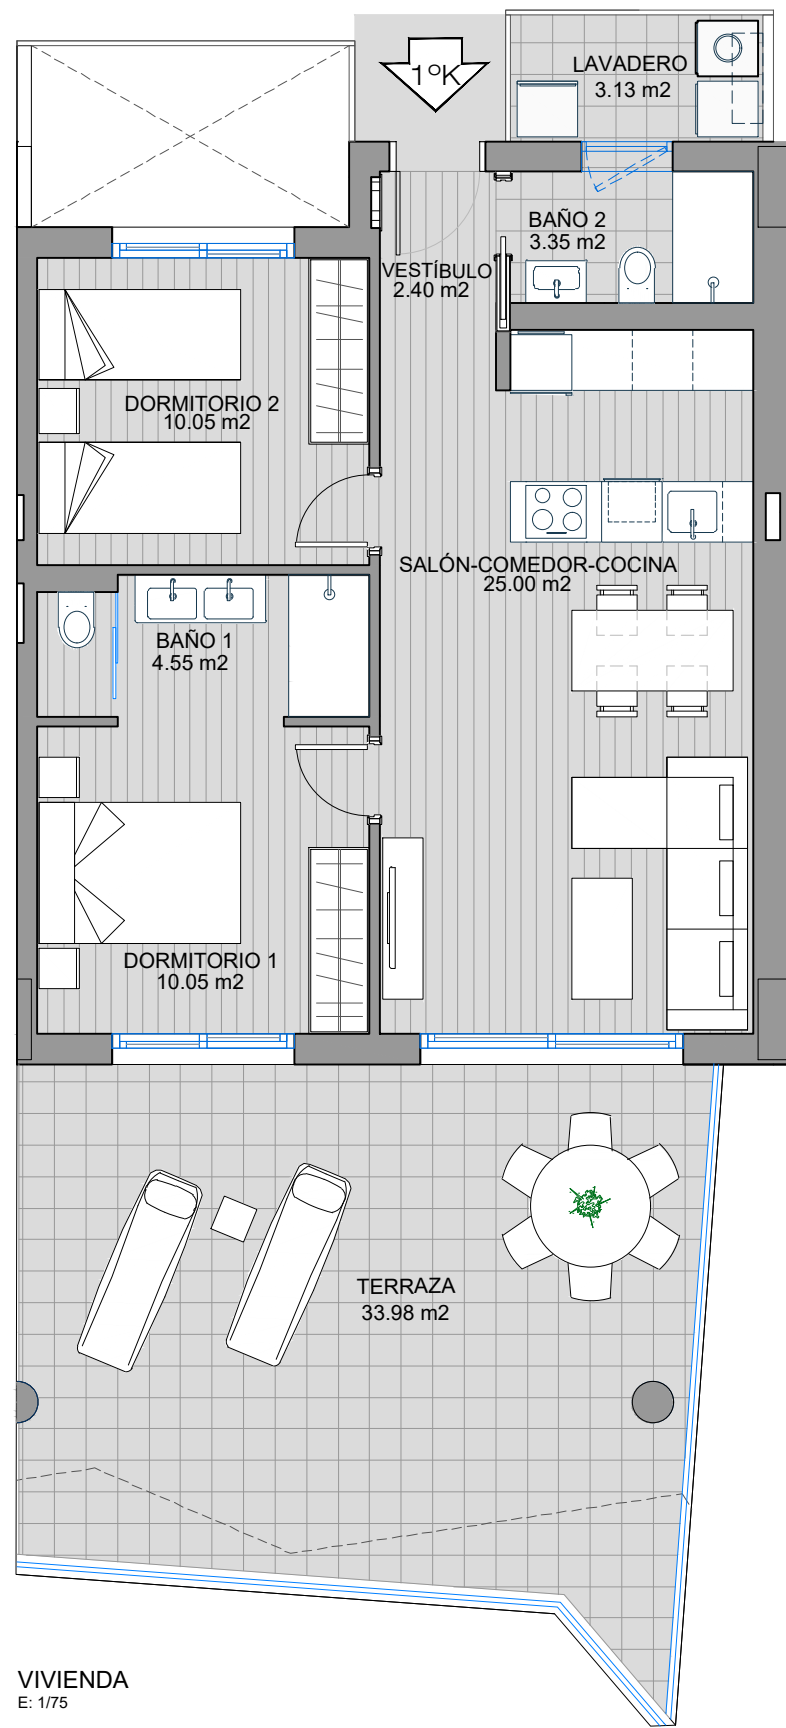 1ºK
LAVADERO
3.13 m2
BAÑO 2
3.35 m2
VESTÍBULO
2.40 m2
DORMITORIO 2
10.05 m2
SALÓN-COMEDOR-COCINA
25.00 m2
BAÑO 1
4.55 m2
DORMITORIO 1
10.05 m2
TERRAZA
33.98 m2
VIVIENDA
E: 1/75